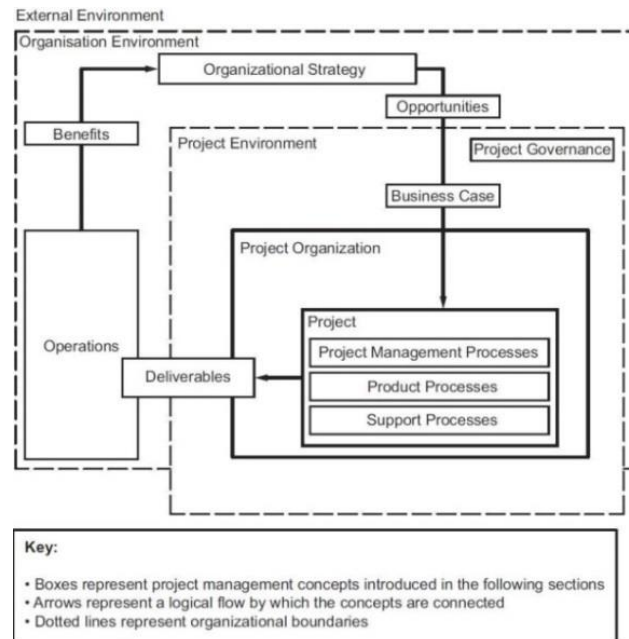 External Environment
Organisation Environment
Organizational Strategy
Opportunities
Benefits
Project Environment
Project Governance
Business Case
Project Organization
Project
Operations
Project Management Processes
Deliverables
Product Processes
Support Processes
Key:
• Boxes represent project management concepts introduced in the following sections
• Arrows represent a logical flow by which the concepts are connected
• Dotted lines represent organizational boundaries